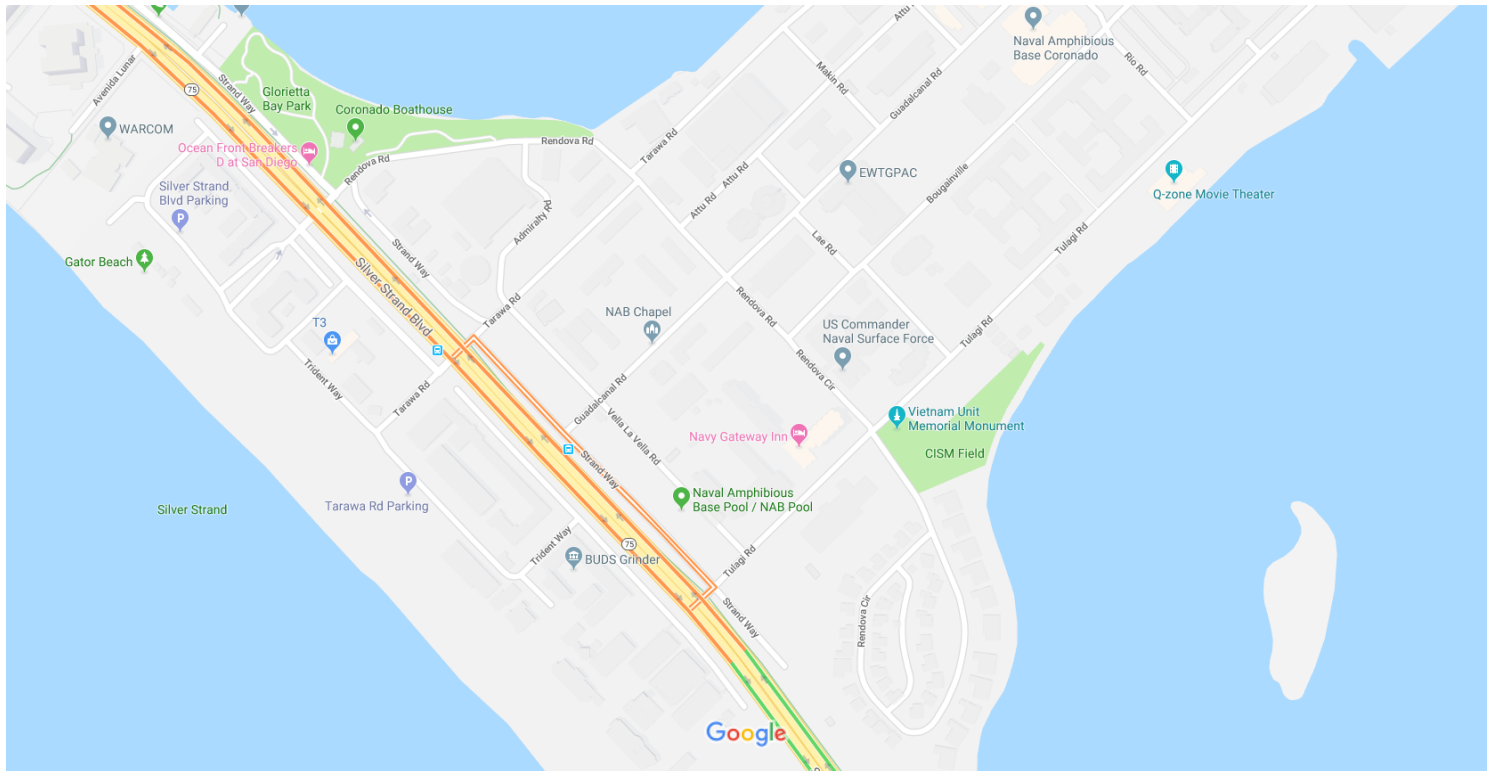 Naval Amphibious
Base Coronado
Attu Rd
Rio Rd
Makin Rd
Guadalcanal Rd
Avenida Lunar
Strand Way
75
Glorietta
Bay Park
Coronado Boathouse
WARCOM
Ocean Front Breakers
D at San Diego
Rendova Rd
Rendova Rd
Tarawa Rd
Attu Rd
Attu Rd
EWTGPAC
Bougainville
Q-zone Movie Theater
Silver Strand
Blvd Parking
P
Admiralty R
Lae Rd
Tulagi Rd
Strand Way
Gator Beach
Silver Strand Blvd
Tarawa Rd
NAB Chapel
Rendova Rd
T3
US Commander
Naval Surface Force
Tulagi Rd
Trident Way
Tarawa Rd
Rendova Cir
Guadalcanal Rd
Vella La Vella Rd
Navy Gateway Inn
Vietnam Unit
Memorial Monument
CISM Field
Strand Way
P
Tarawa Rd Parking
Silver Strand
Naval Amphibious
Base Pool / NAB Pool
Trident Way
75
BUDS Grinder
Tulagi Rd
Strand Way
Rendova Cir
Google